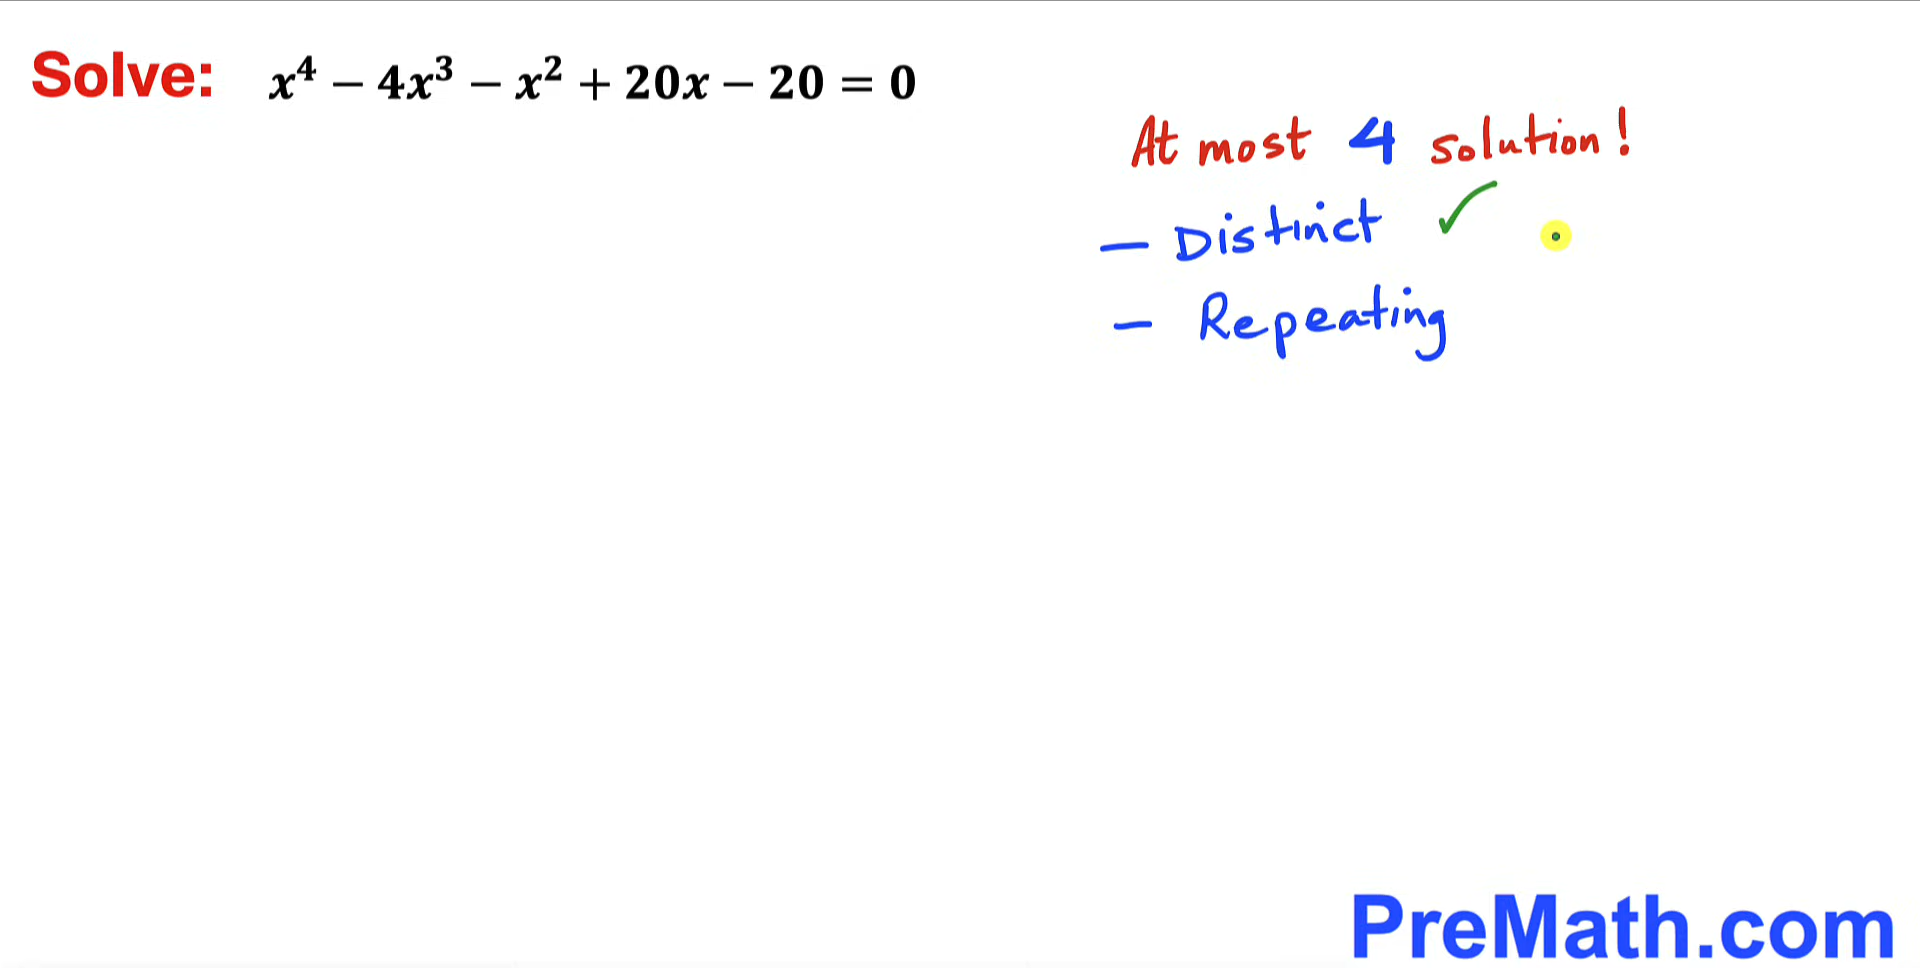 Solve: x⁴ − 4x³ − x² + 20x − 20 = 0
At most 4 solution!
— Distinct ✓
— Repeating
PreMath.com